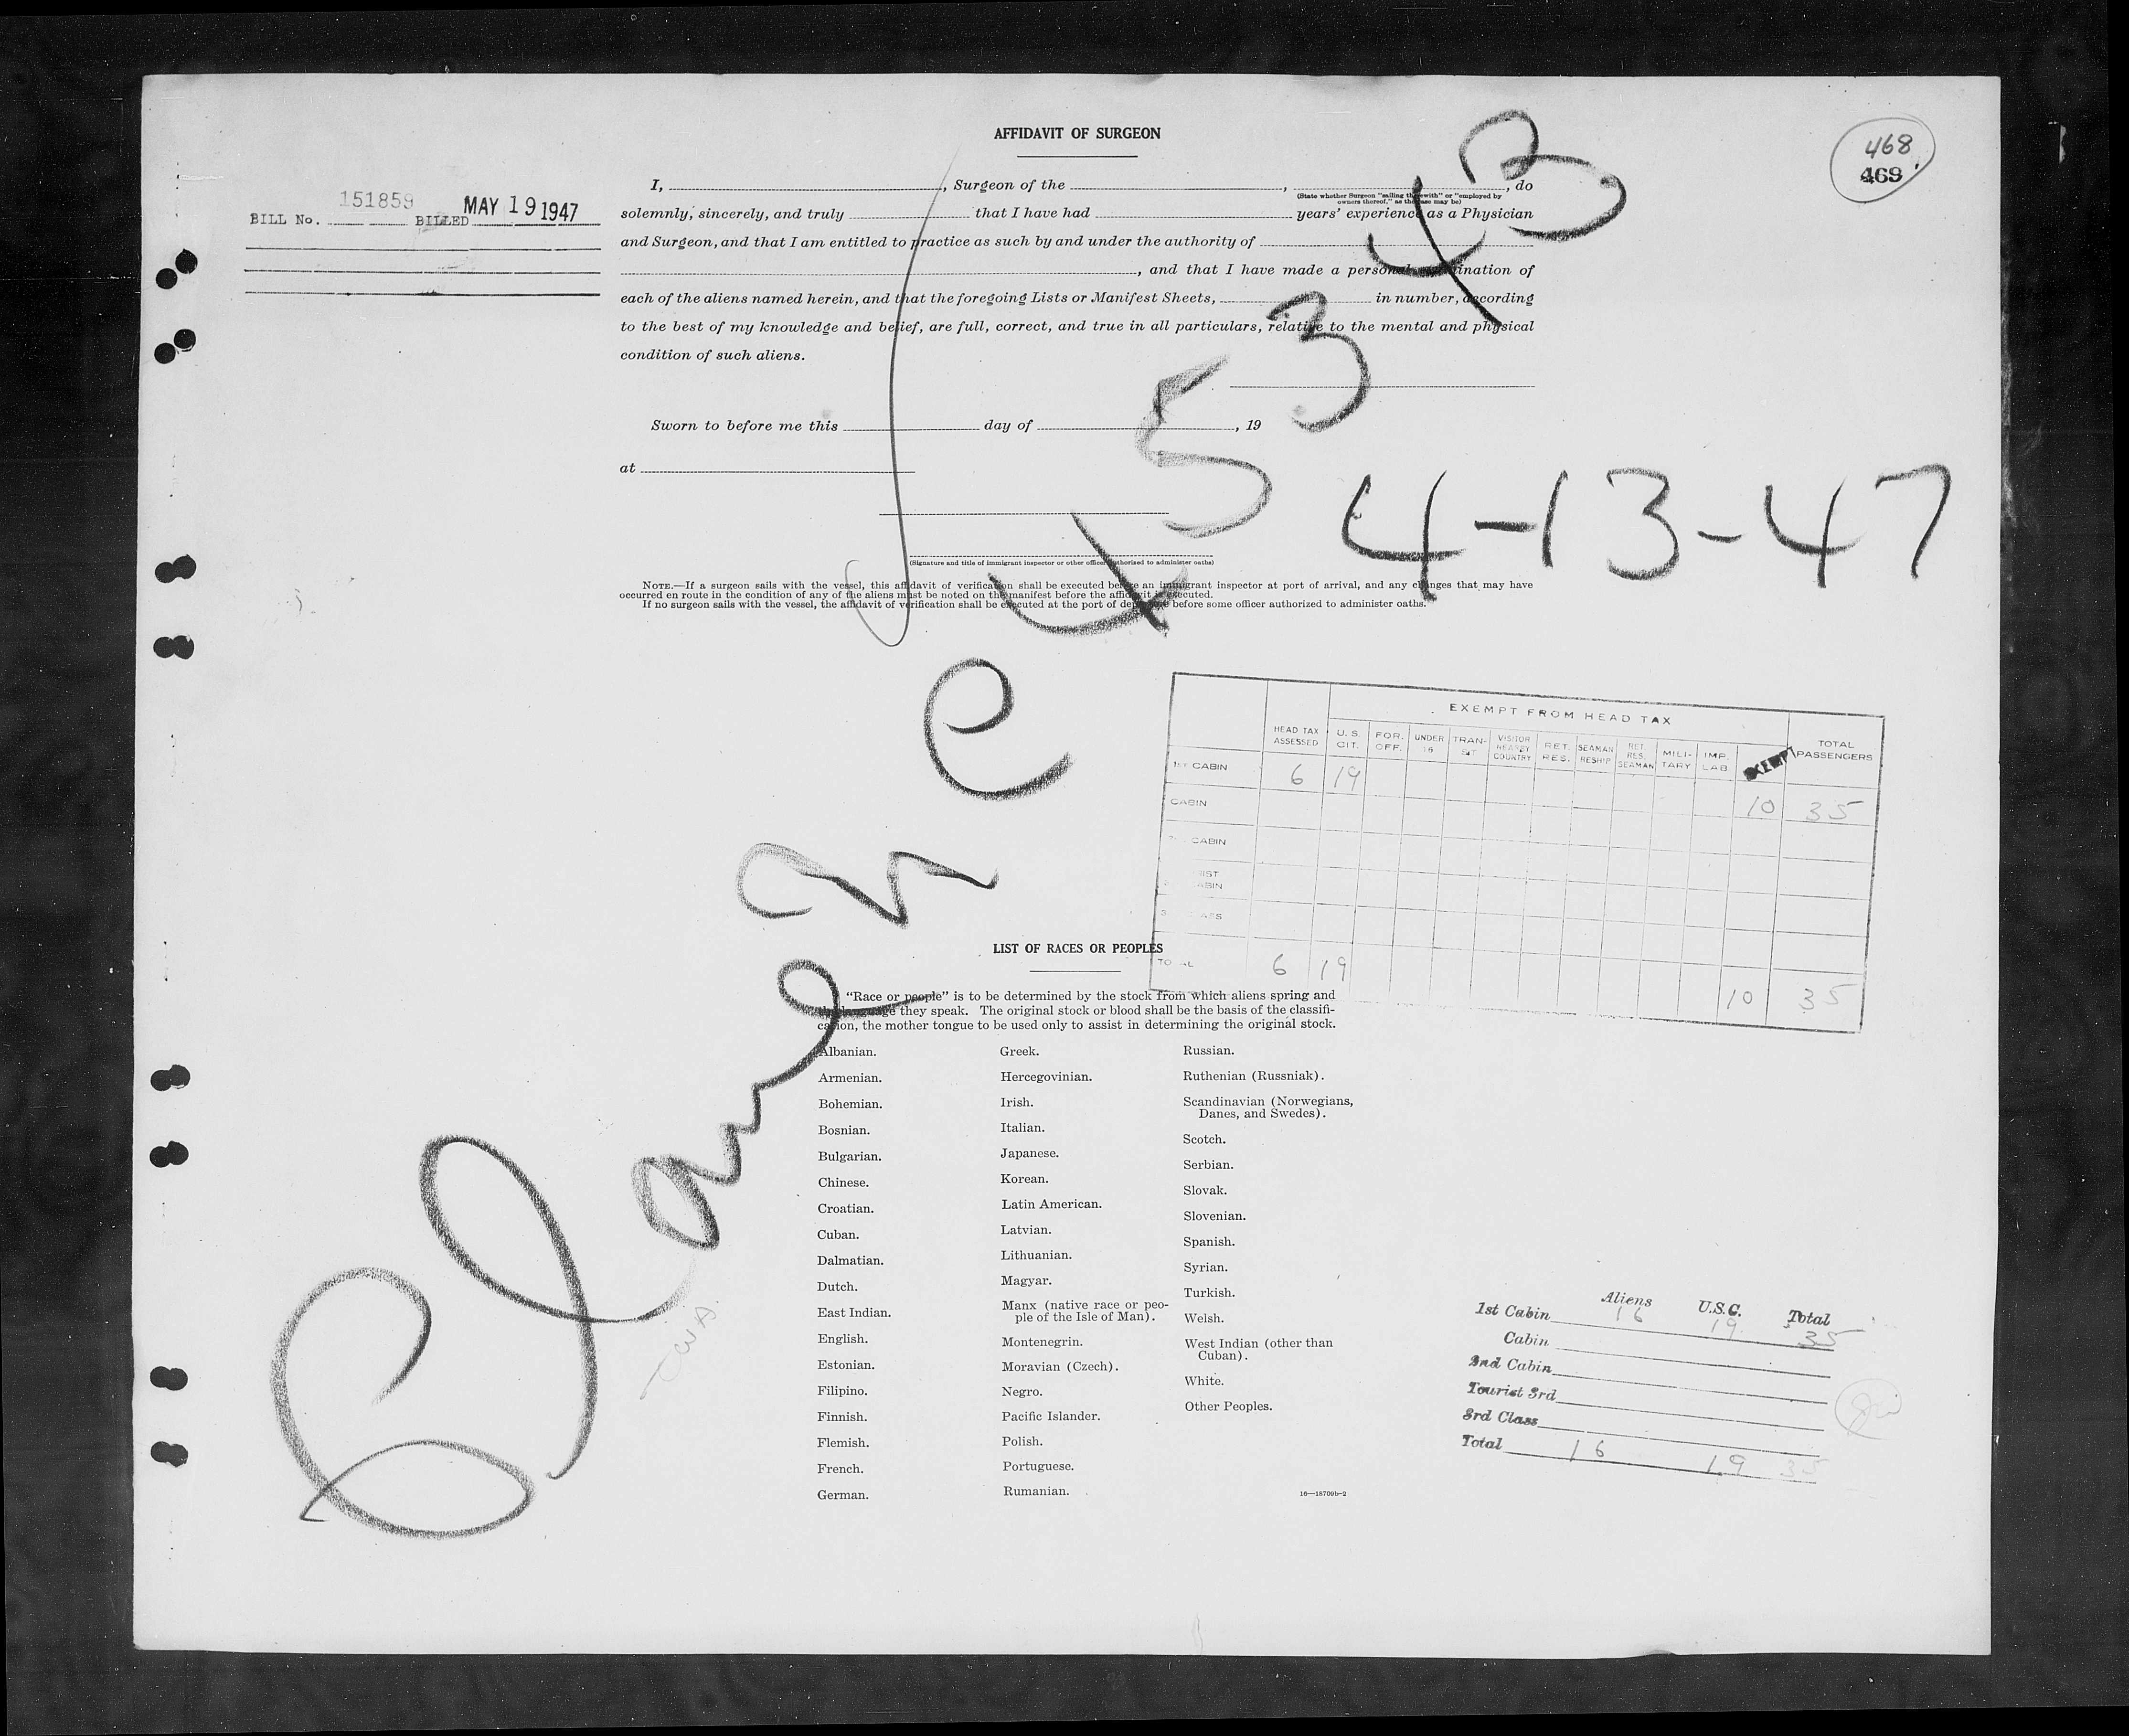 AFFIDAVIT OF SURGEON
468
469
BILL No. 151859 BILLED MAY 19 1947
I, , Surgeon of the , , do
(State whether Surgeon "sailing therewith" or "employed by owners thereof," as the case may be)
solemnly, sincerely, and truly that I have had years' experience as a Physician
and Surgeon, and that I am entitled to practice as such by and under the authority of
, and that I have made a personal examination of
each of the aliens named herein, and that the foregoing Lists or Manifest Sheets, in number, according
to the best of my knowledge and belief, are full, correct, and true in all particulars, relative to the mental and physical
condition of such aliens.
Sworn to before me this day of , 19
at
(Signature and title of immigrant inspector or other officer authorized to administer oaths)
NOTE.—If a surgeon sails with the vessel, this affidavit of verification shall be executed before an immigrant inspector at port of arrival, and any changes that may have
occurred en route in the condition of any of the aliens must be noted on the manifest before the affidavit is executed.
If no surgeon sails with the vessel, the affidavit of verification shall be executed at the port of departure before some officer authorized to administer oaths.
4-13-47
EXEMPT FROM HEAD TAX
HEAD TAX ASSESSED U.S. CIT. FOR. OFF. UNDER 16 TRANSIT VISITOR NEARBY COUNTRY RET. RES. SEAMAN RESHIP RET. RES. SEAMAN MILITARY IMP. LAB. EXEMPT TOTAL PASSENGERS
1ST CABIN 6 19 10 35
CABIN
CABIN
TOTAL 6 19 10 35
LIST OF RACES OR PEOPLES
"Race or people" is to be determined by the stock from which aliens spring and
the language they speak. The original stock or blood shall be the basis of the classifi-
cation, the mother tongue to be used only to assist in determining the original stock.
Albanian.
Armenian.
Bohemian.
Bosnian.
Bulgarian.
Chinese.
Croatian.
Cuban.
Dalmatian.
Dutch.
East Indian.
English.
Estonian.
Filipino.
Finnish.
Flemish.
French.
German.
Greek.
Hercegovinian.
Irish.
Italian.
Japanese.
Korean.
Latin American.
Latvian.
Lithuanian.
Magyar.
Manx (native race or peo-
ple of the Isle of Man).
Montenegrin.
Moravian (Czech).
Negro.
Pacific Islander.
Polish.
Portuguese.
Rumanian.
Russian.
Ruthenian (Russniak).
Scandinavian (Norwegians,
Danes, and Swedes).
Scotch.
Serbian.
Slovak.
Slovenian.
Spanish.
Syrian.
Turkish.
Welsh.
West Indian (other than
Cuban).
White.
Other Peoples.
16—18709b-2
Aliens U.S.C. Total
1st Cabin 16 19 35
Cabin
2nd Cabin
Tourist 3rd
3rd Class
Total 16 19 35
TWA